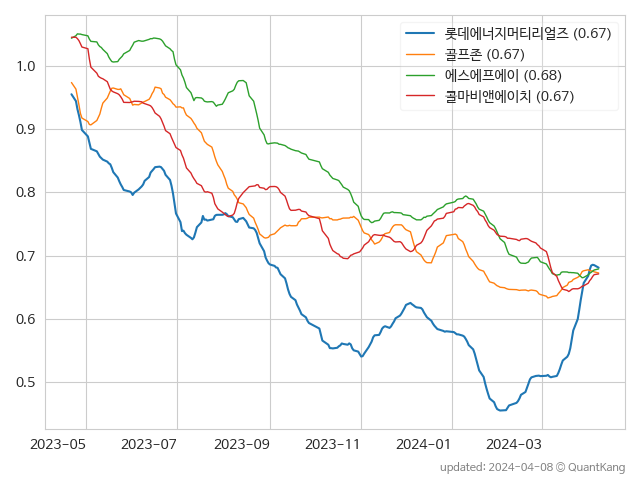 롯데에너지머티리얼즈 (0.67)
골프존 (0.67)
에스에프에이 (0.68)
콜마비앤에이치 (0.67)
1.0
0.9
0.8
0.7
0.6
0.5
2023-05 2023-07 2023-09 2023-11 2024-01 2024-03
updated: 2024-04-08 © QuantKang